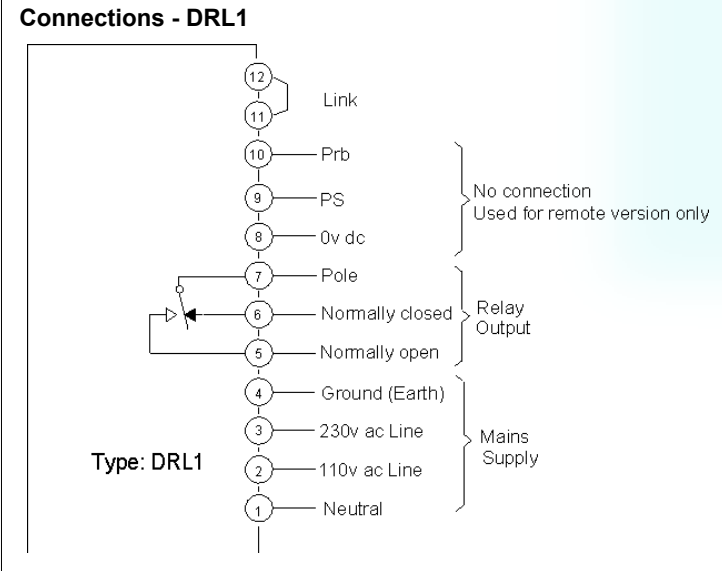 Connections - DRL1
12
11
Link
10
Prb
9
PS
8
0v dc
No connection
Used for remote version only
7
Pole
6
Normally closed
5
Normally open
Relay
Output
4
Ground (Earth)
3
230v ac Line
2
110v ac Line
1
Neutral
Mains
Supply
Type: DRL1